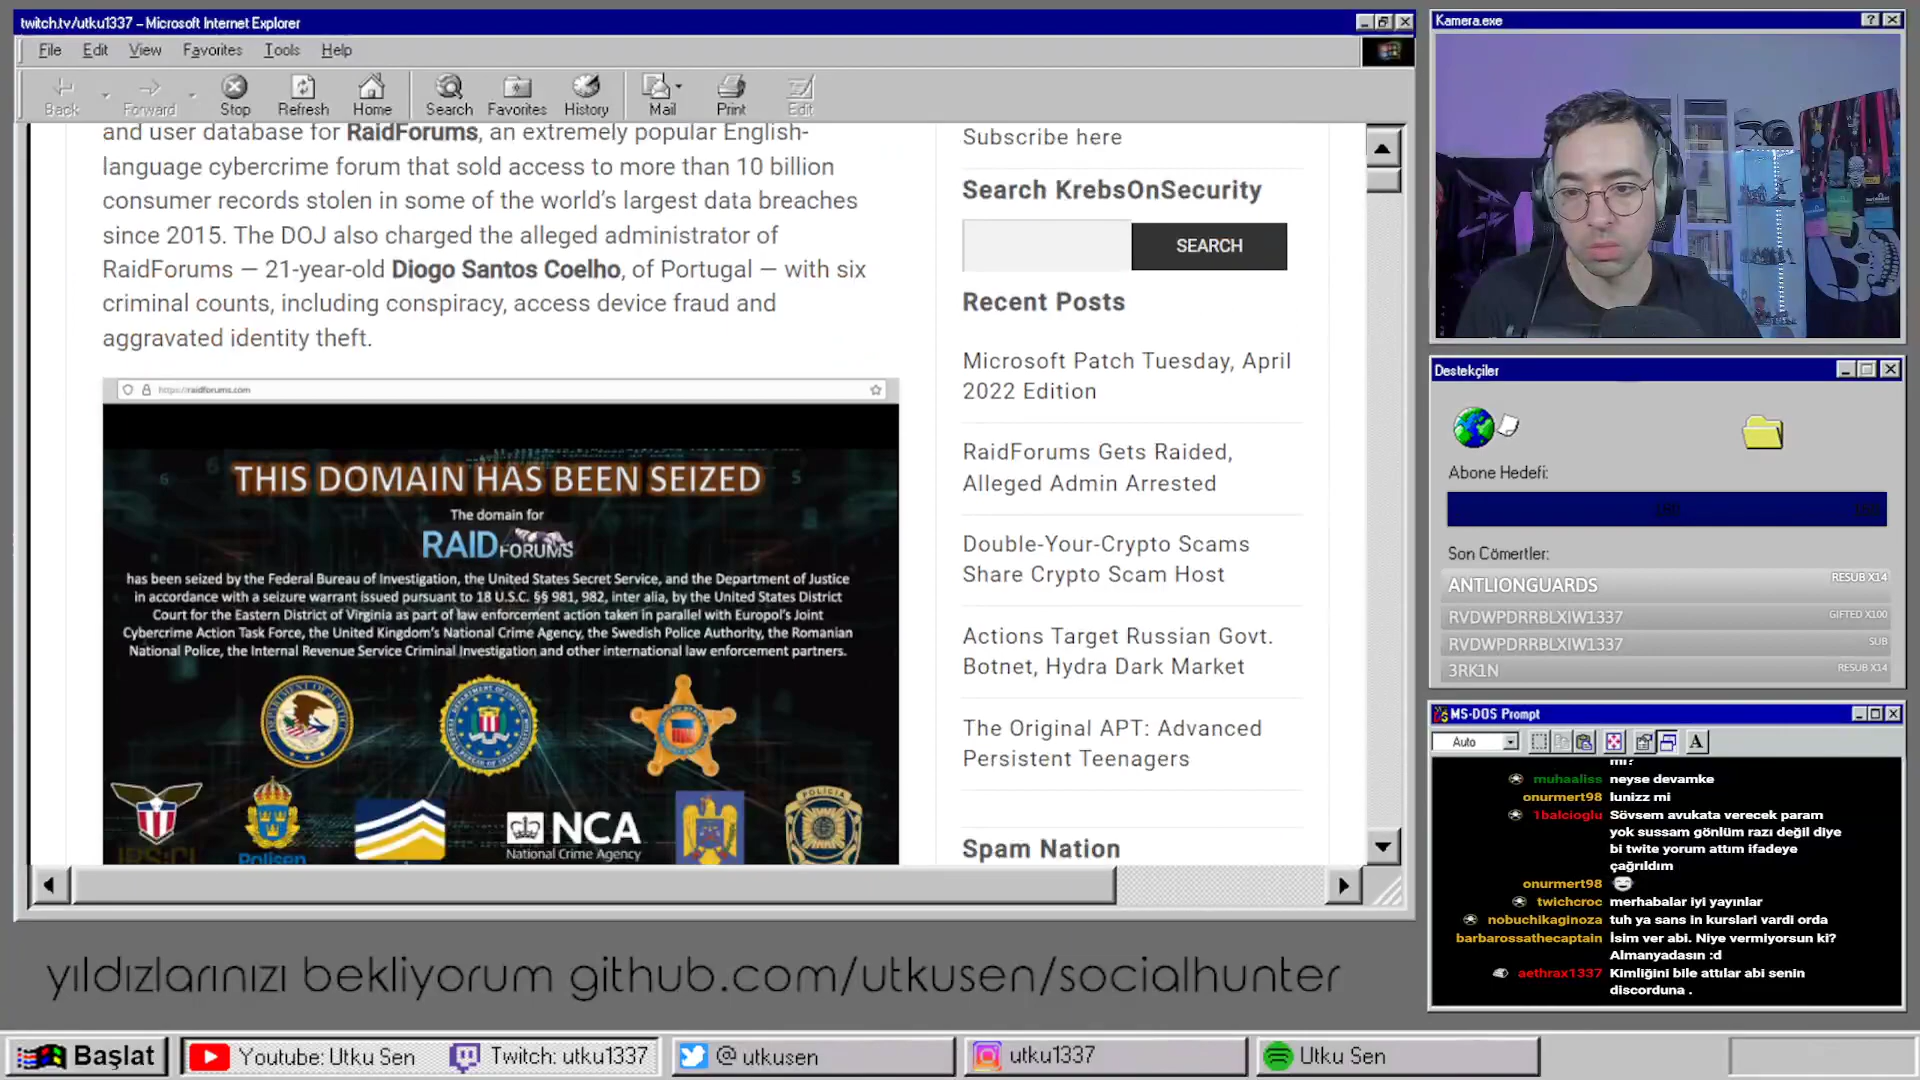 twitch.tv/utku1337 – Microsoft Internet Explorer
File Edit View Favorites Tools Help
Back Forward Stop Refresh Home Search Favorites History Mail Print Edit
and user database for RaidForums, an extremely popular English-
language cybercrime forum that sold access to more than 10 billion
consumer records stolen in some of the world's largest data breaches
since 2015. The DOJ also charged the alleged administrator of
RaidForums — 21-year-old Diogo Santos Coelho, of Portugal — with six
criminal counts, including conspiracy, access device fraud and
aggravated identity theft.
https://raidforums.com
THIS DOMAIN HAS BEEN SEIZED
The domain for
RAIDFORUMS
has been seized by the Federal Bureau of Investigation, the United States Secret Service, and the Department of Justice
in accordance with a seizure warrant issued pursuant to 18 U.S.C. §§ 981, 982, inter alia, by the United States District
Court for the Eastern District of Virginia as part of law enforcement action taken in parallel with Europol's Joint
Cybercrime Action Task Force, the United Kingdom's National Crime Agency, the Swedish Police Authority, the Romanian
National Police, the Internal Revenue Service Criminal Investigation and other international law enforcement partners.
NCA
National Crime Agency
IRS:CI
Polisen
POLICIA
Subscribe here
Search KrebsOnSecurity
SEARCH
Recent Posts
Microsoft Patch Tuesday, April
2022 Edition
RaidForums Gets Raided,
Alleged Admin Arrested
Double-Your-Crypto Scams
Share Crypto Scam Host
Actions Target Russian Govt.
Botnet, Hydra Dark Market
The Original APT: Advanced
Persistent Teenagers
Spam Nation
Kamera.exe
Destekçiler
Abone Hedefi:
Son Cömertler:
ANTLIONGUARDS RESUB X14
RVDWPDRRBLXIW1337 GIFTED X100
RVDWPDRRBLXIW1337 SUB
3RK1N RESUB X14
MS-DOS Prompt
Auto
A
mi?
muhaaliss neyse devamke
onurmert98 lunizz mi
1balcioglu Sövsem avukata verecek param
yok sussam gönlüm razı değil diye
bi twite yorum attım ifadeye
çağrıldım
onurmert98
twichcroc merhabalar iyi yayınlar
nobuchikaginoza tuh ya sans in kurslari vardi orda
barbarossathecaptain İsim ver abi. Niye vermiyorsun ki?
Almanyadasın :d
aethrax1337 Kimliğini bile attılar abi senin
discorduna .
yıldızlarınızı bekliyorum github.com/utkusen/socialhunter
Başlat
Youtube: Utku Sen
Twitch: utku1337
@utkusen
utku1337
Utku Sen